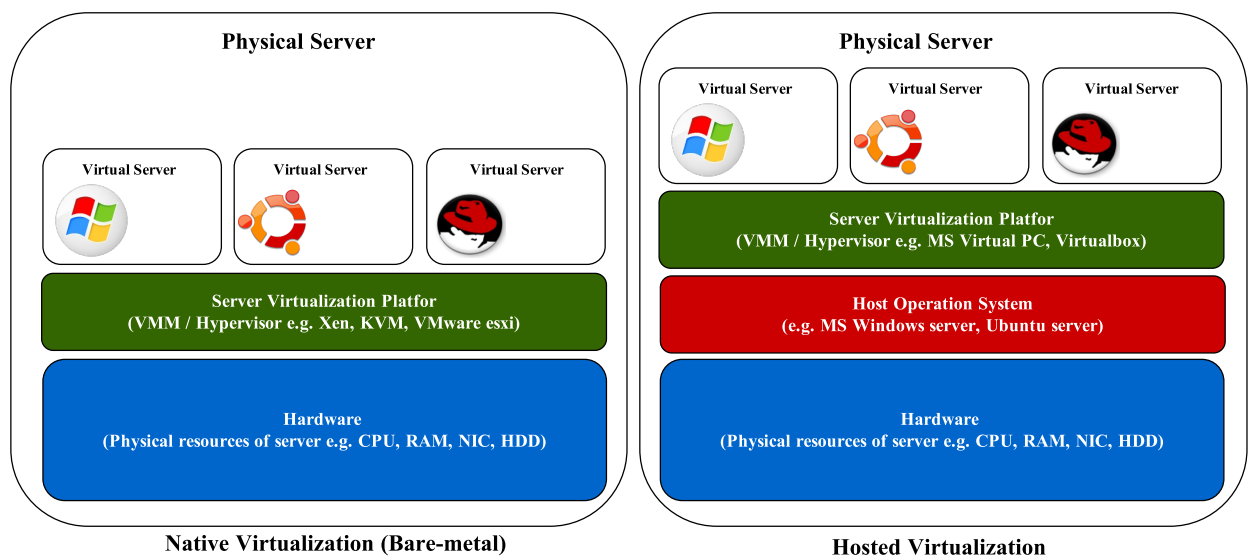 Physical Server
Virtual Server
Virtual Server
Virtual Server
Server Virtualization Platfor
(VMM / Hypervisor e.g. Xen, KVM, VMware esxi)
Hardware
(Physical resources of server e.g. CPU, RAM, NIC, HDD)
Native Virtualization (Bare-metal)
Physical Server
Virtual Server
Virtual Server
Virtual Server
Server Virtualization Platfor
(VMM / Hypervisor e.g. MS Virtual PC, Virtualbox)
Host Operation System
(e.g. MS Windows server, Ubuntu server)
Hardware
(Physical resources of server e.g. CPU, RAM, NIC, HDD)
Hosted Virtualization